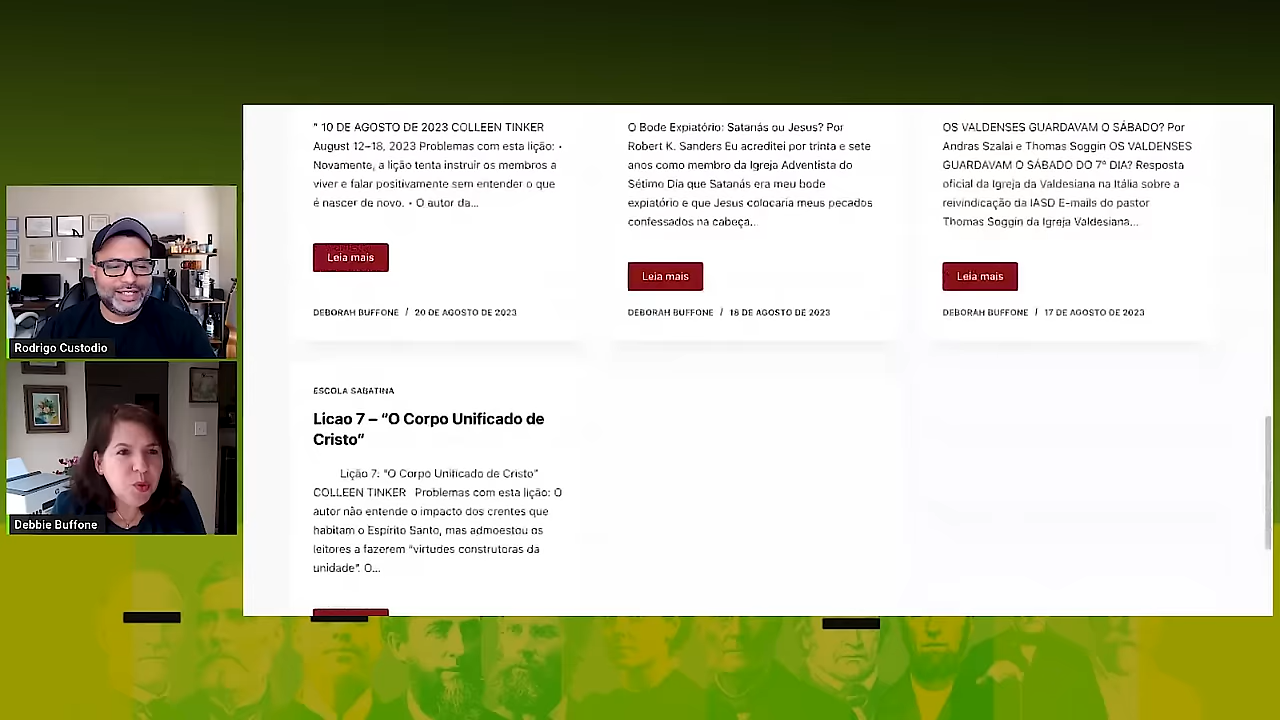 " 10 DE AGOSTO DE 2023 COLLEEN TINKER
August 12–18, 2023 Problemas com esta lição: •
Novamente, a lição tenta instruir os membros a
viver e falar positivamente sem entender o que
é nascer de novo. • O autor da...
Leia mais
DEBORAH BUFFONE / 20 DE AGOSTO DE 2023
O Bode Expiatório: Satanás ou Jesus? Por
Robert K. Sanders Eu acreditei por trinta e sete
anos como membro da Igreja Adventista do
Sétimo Dia que Satanás era meu bode
expiatório e que Jesus colocaria meus pecados
confessados na cabeça...
Leia mais
DEBORAH BUFFONE / 18 DE AGOSTO DE 2023
OS VALDENSES GUARDAVAM O SÁBADO? Por
Andras Szalai e Thomas Soggin OS VALDENSES
GUARDAVAM O SÁBADO DO 7º DIA? Resposta
oficial da Igreja da Valdesiana na Itália sobre a
reivindicação da IASD E-mails do pastor
Thomas Soggin da Igreja Valdesiana...
Leia mais
DEBORAH BUFFONE / 17 DE AGOSTO DE 2023
ESCOLA SABATINA
Licao 7 – “O Corpo Unificado de
Cristo”
Lição 7: "O Corpo Unificado de Cristo"
COLLEEN TINKER Problemas com esta lição: O
autor não entende o impacto dos crentes que
habitam o Espírito Santo, mas admoestou os
leitores a fazerem “virtudes construtoras da
unidade”. O...
Rodrigo Custodio
Debbie Buffone